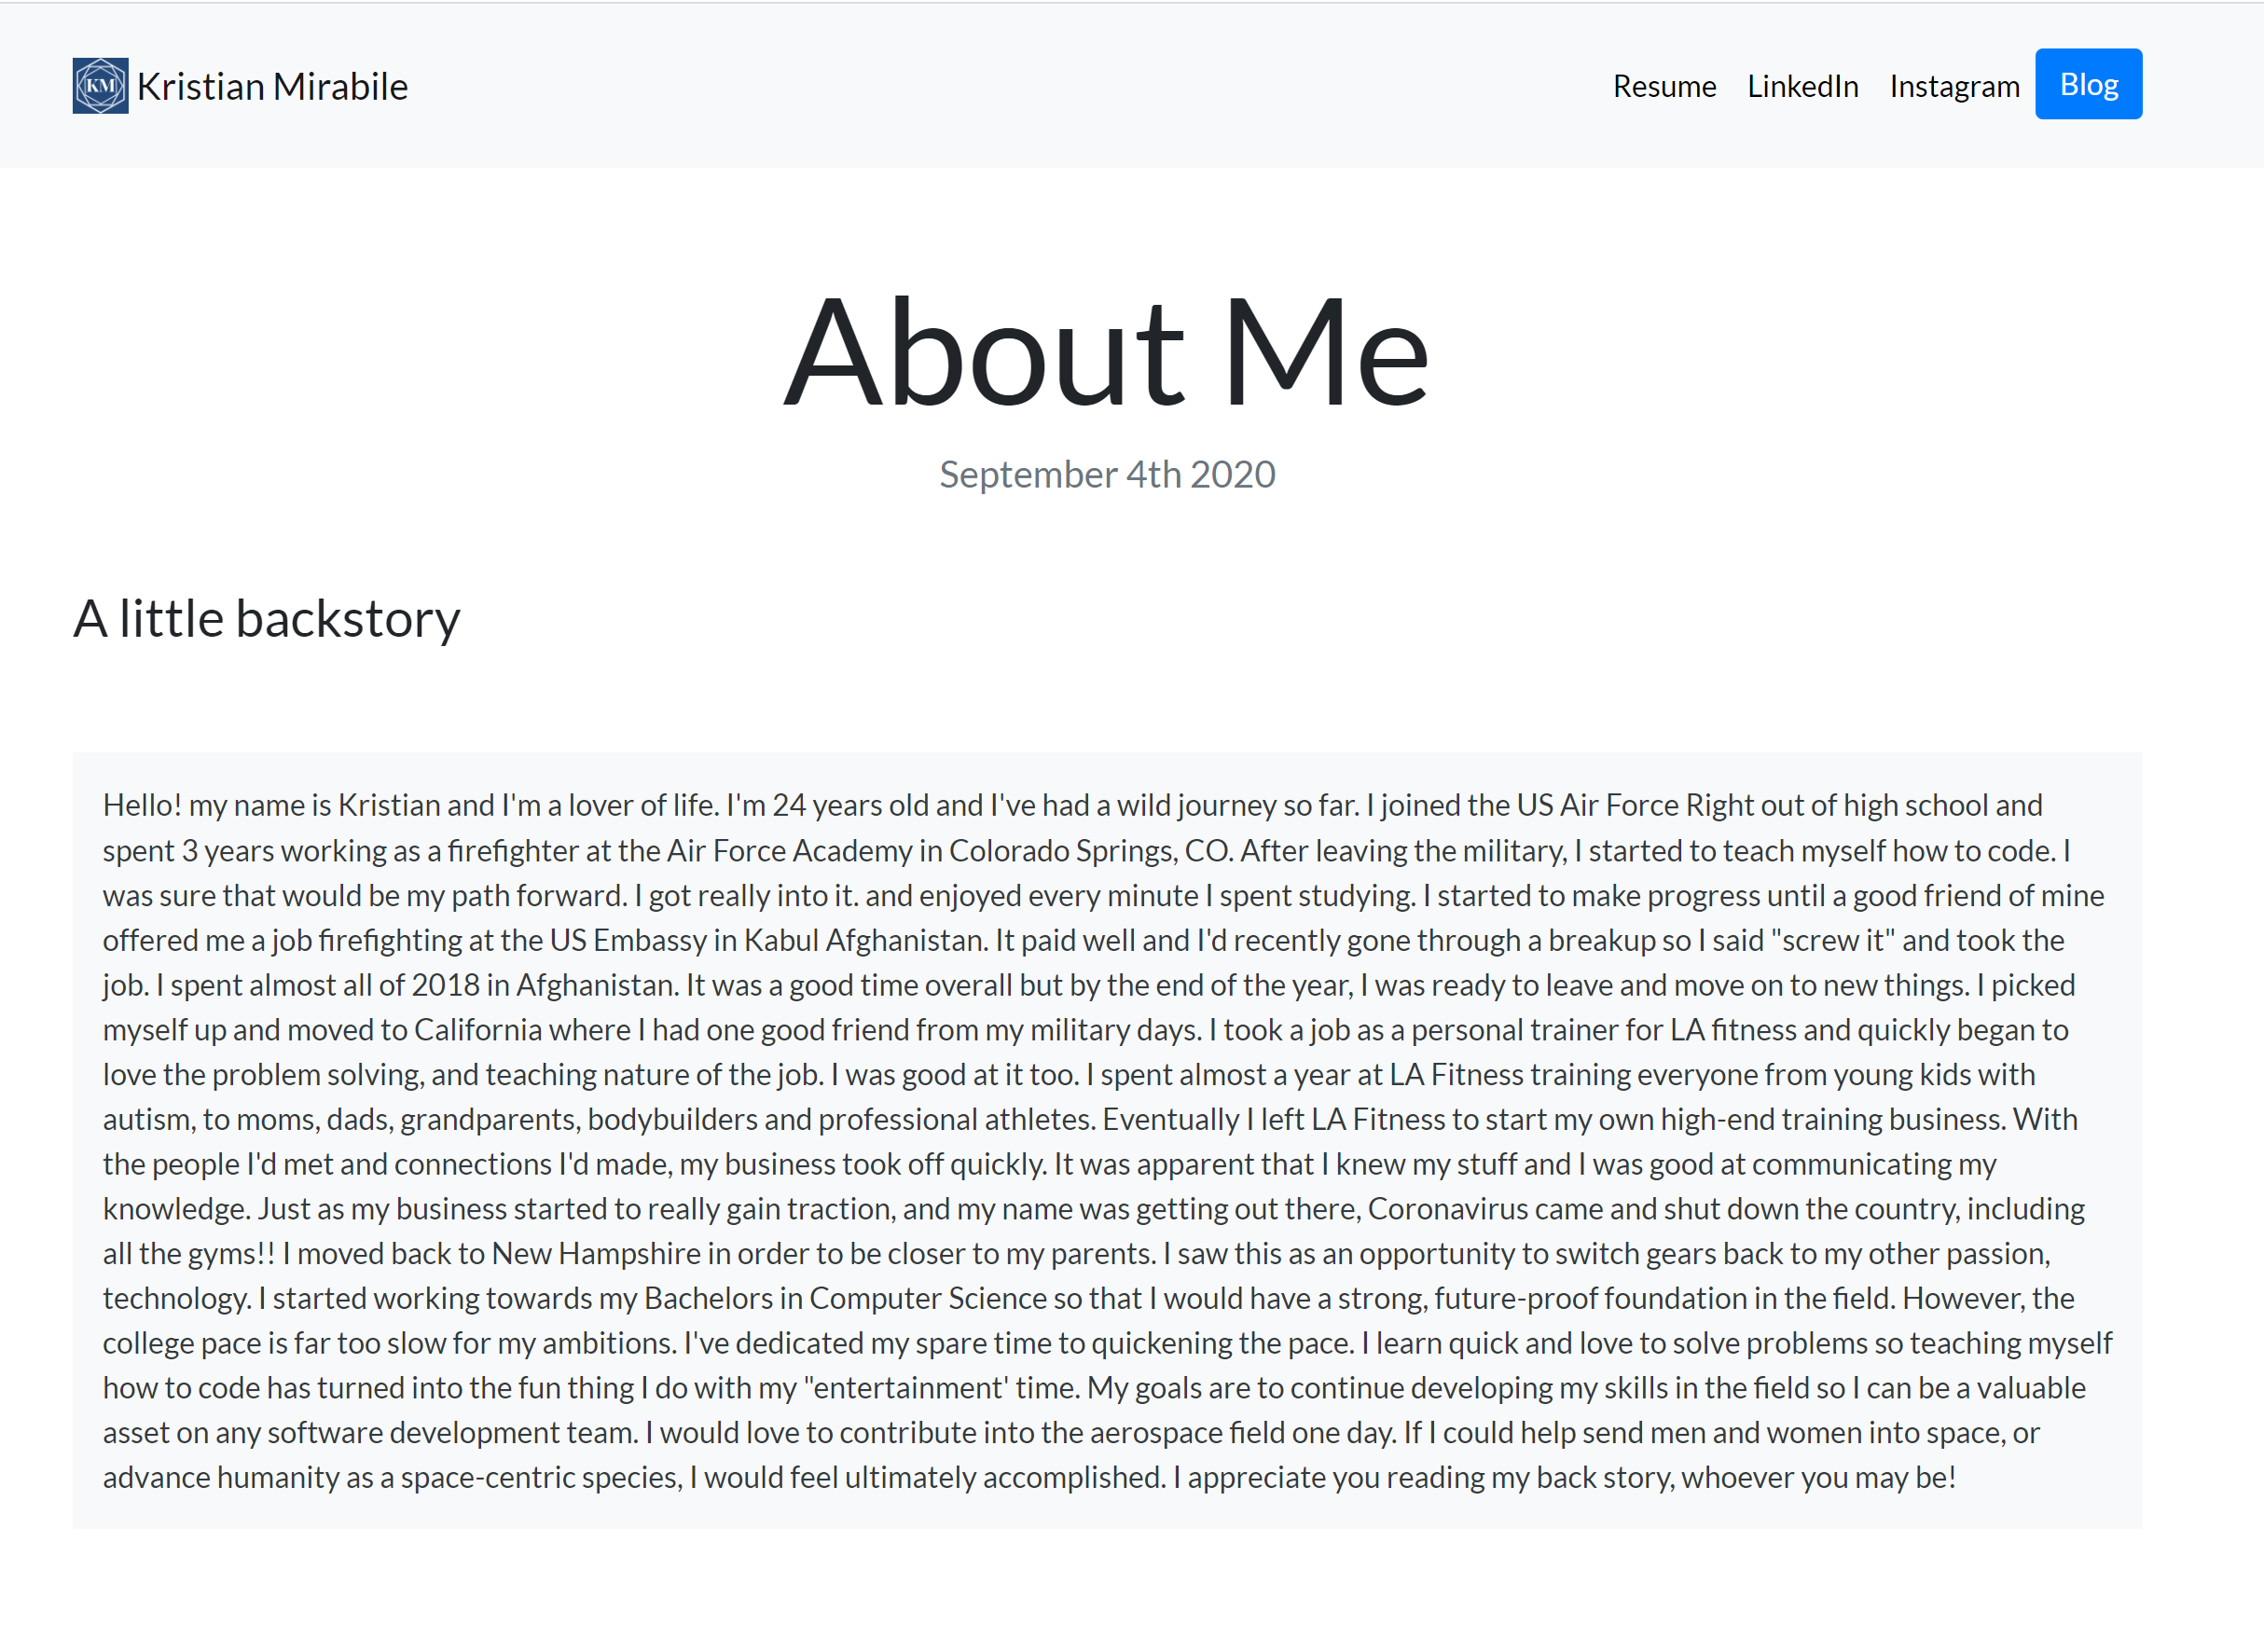 KM Kristian Mirabile
Resume LinkedIn Instagram Blog
About Me
September 4th 2020
A little backstory
Hello! my name is Kristian and I'm a lover of life. I'm 24 years old and I've had a wild journey so far. I joined the US Air Force Right out of high school and
spent 3 years working as a firefighter at the Air Force Academy in Colorado Springs, CO. After leaving the military, I started to teach myself how to code. I
was sure that would be my path forward. I got really into it. and enjoyed every minute I spent studying. I started to make progress until a good friend of mine
offered me a job firefighting at the US Embassy in Kabul Afghanistan. It paid well and I'd recently gone through a breakup so I said "screw it" and took the
job. I spent almost all of 2018 in Afghanistan. It was a good time overall but by the end of the year, I was ready to leave and move on to new things. I picked
myself up and moved to California where I had one good friend from my military days. I took a job as a personal trainer for LA fitness and quickly began to
love the problem solving, and teaching nature of the job. I was good at it too. I spent almost a year at LA Fitness training everyone from young kids with
autism, to moms, dads, grandparents, bodybuilders and professional athletes. Eventually I left LA Fitness to start my own high-end training business. With
the people I'd met and connections I'd made, my business took off quickly. It was apparent that I knew my stuff and I was good at communicating my
knowledge. Just as my business started to really gain traction, and my name was getting out there, Coronavirus came and shut down the country, including
all the gyms!! I moved back to New Hampshire in order to be closer to my parents. I saw this as an opportunity to switch gears back to my other passion,
technology. I started working towards my Bachelors in Computer Science so that I would have a strong, future-proof foundation in the field. However, the
college pace is far too slow for my ambitions. I've dedicated my spare time to quickening the pace. I learn quick and love to solve problems so teaching myself
how to code has turned into the fun thing I do with my "entertainment' time. My goals are to continue developing my skills in the field so I can be a valuable
asset on any software development team. I would love to contribute into the aerospace field one day. If I could help send men and women into space, or
advance humanity as a space-centric species, I would feel ultimately accomplished. I appreciate you reading my back story, whoever you may be!